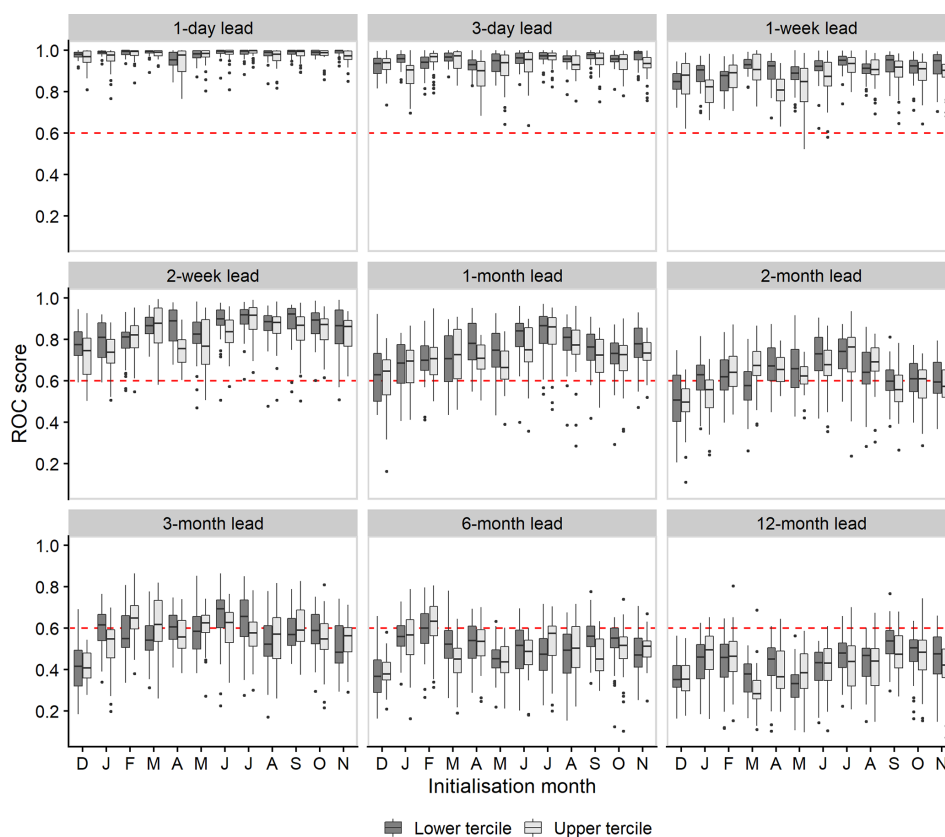 1-day lead 3-day lead 1-week lead
1.0
0.8
0.6
0.4
0.2
2-week lead 1-month lead 2-month lead
1.0
0.8
0.6
0.4
0.2
ROC score
3-month lead 6-month lead 12-month lead
1.0
0.8
0.6
0.4
0.2
D J F M A M J J A S O N D J F M A M J J A S O N D J F M A M J J A S O N
Initialisation month
Lower tercile Upper tercile